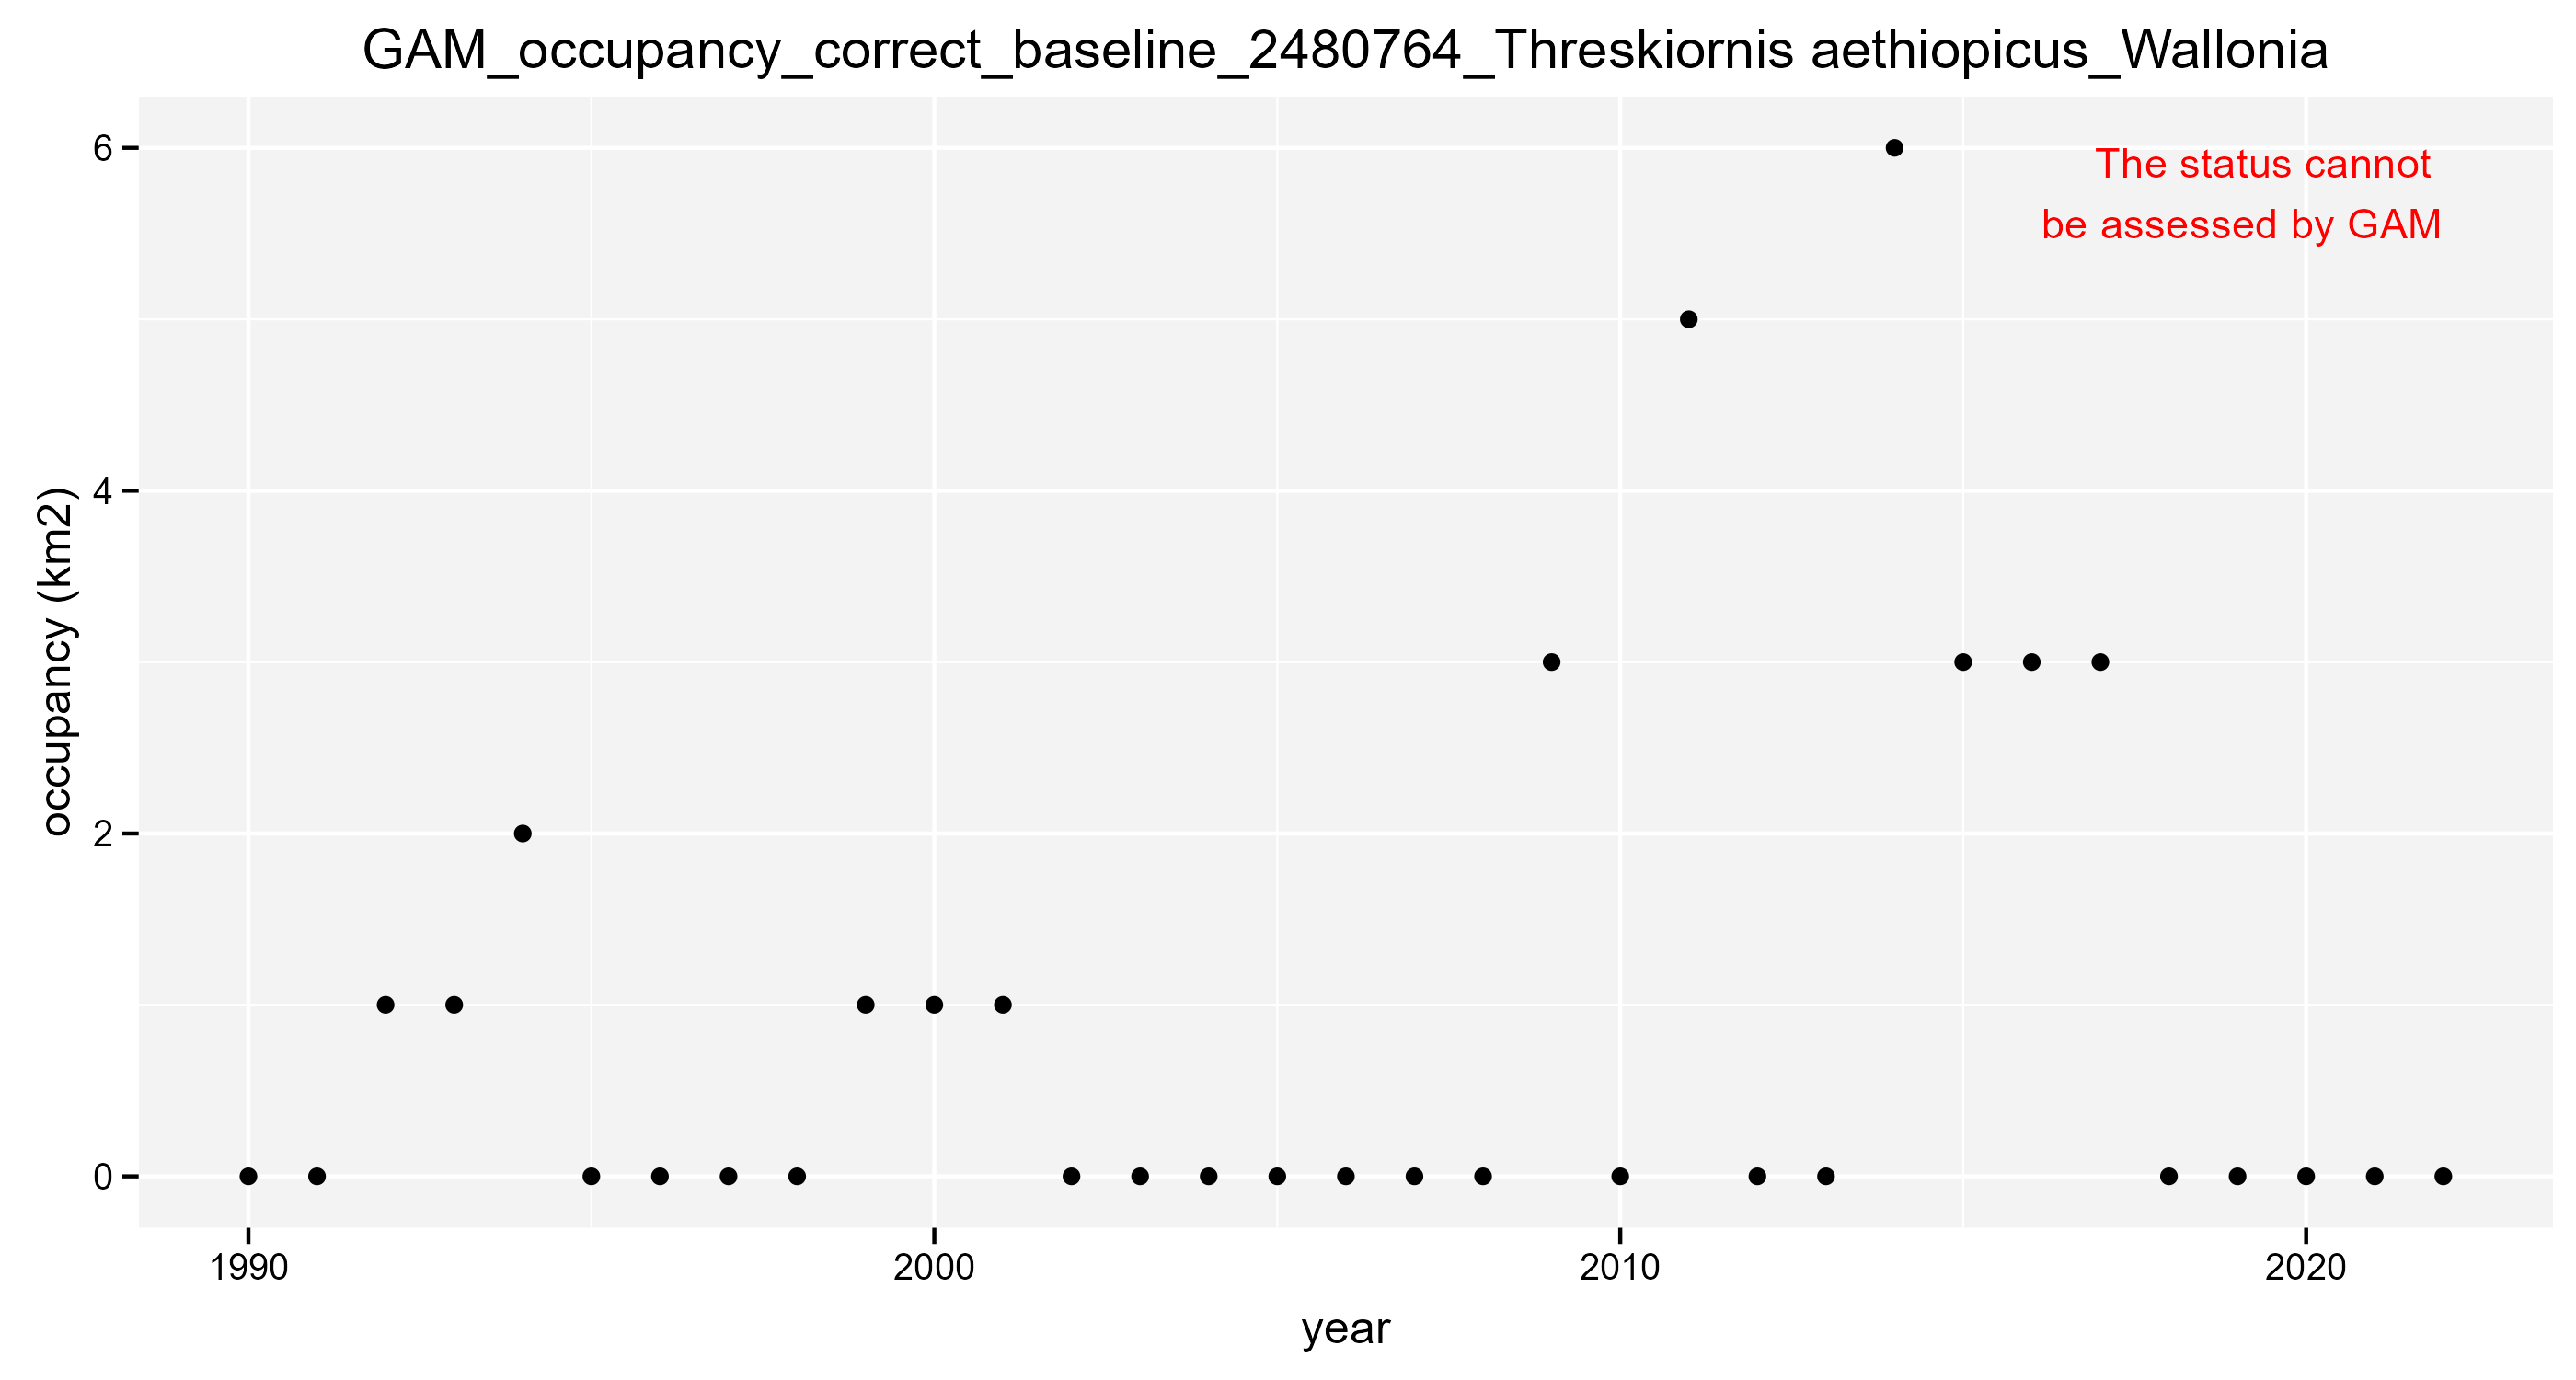 GAM_occupancy_correct_baseline_2480764_Threskiornis aethiopicus_Wallonia
The status cannot
be assessed by GAM
occupancy (km2)
6
4
2
0
1990 2000 2010 2020
year